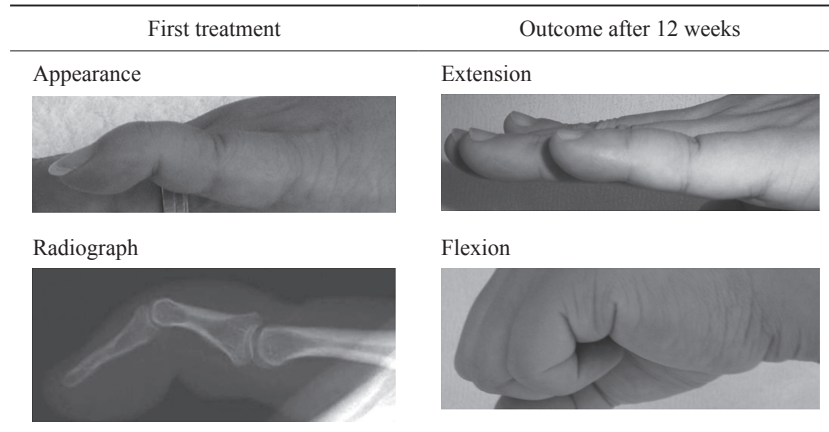 First treatment
Outcome after 12 weeks
Appearance
Extension
Radiograph
Flexion